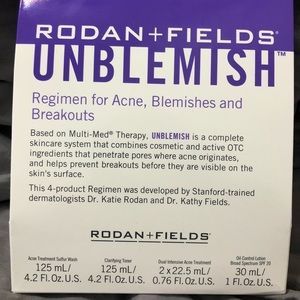 RODAN+FIELDS®
UNBLEMISH™
Regimen for Acne, Blemishes and
Breakouts
Based on Multi-Med® Therapy, UNBLEMISH is a complete
skincare system that combines cosmetic and active OTC
ingredients that penetrate pores where acne originates,
and helps prevent breakouts before they are visible on
the skin's surface.
This 4-product Regimen was developed by Stanford-trained
dermatologists Dr. Katie Rodan and Dr. Kathy Fields.
RODAN+FIELDS®
Acne Treatment Sulfur Wash
125 mL/
4.2 Fl. Oz. U.S.
Clarifying Toner
125 mL/
4.2 Fl. Oz. U.S.
Dual Intensive Acne Treatment
2 x 22.5 mL/
0.76 Fl. Oz. U.S.
Oil Control Lotion
Broad Spectrum SPF 20
30 mL/
1 Fl. Oz. U.S.